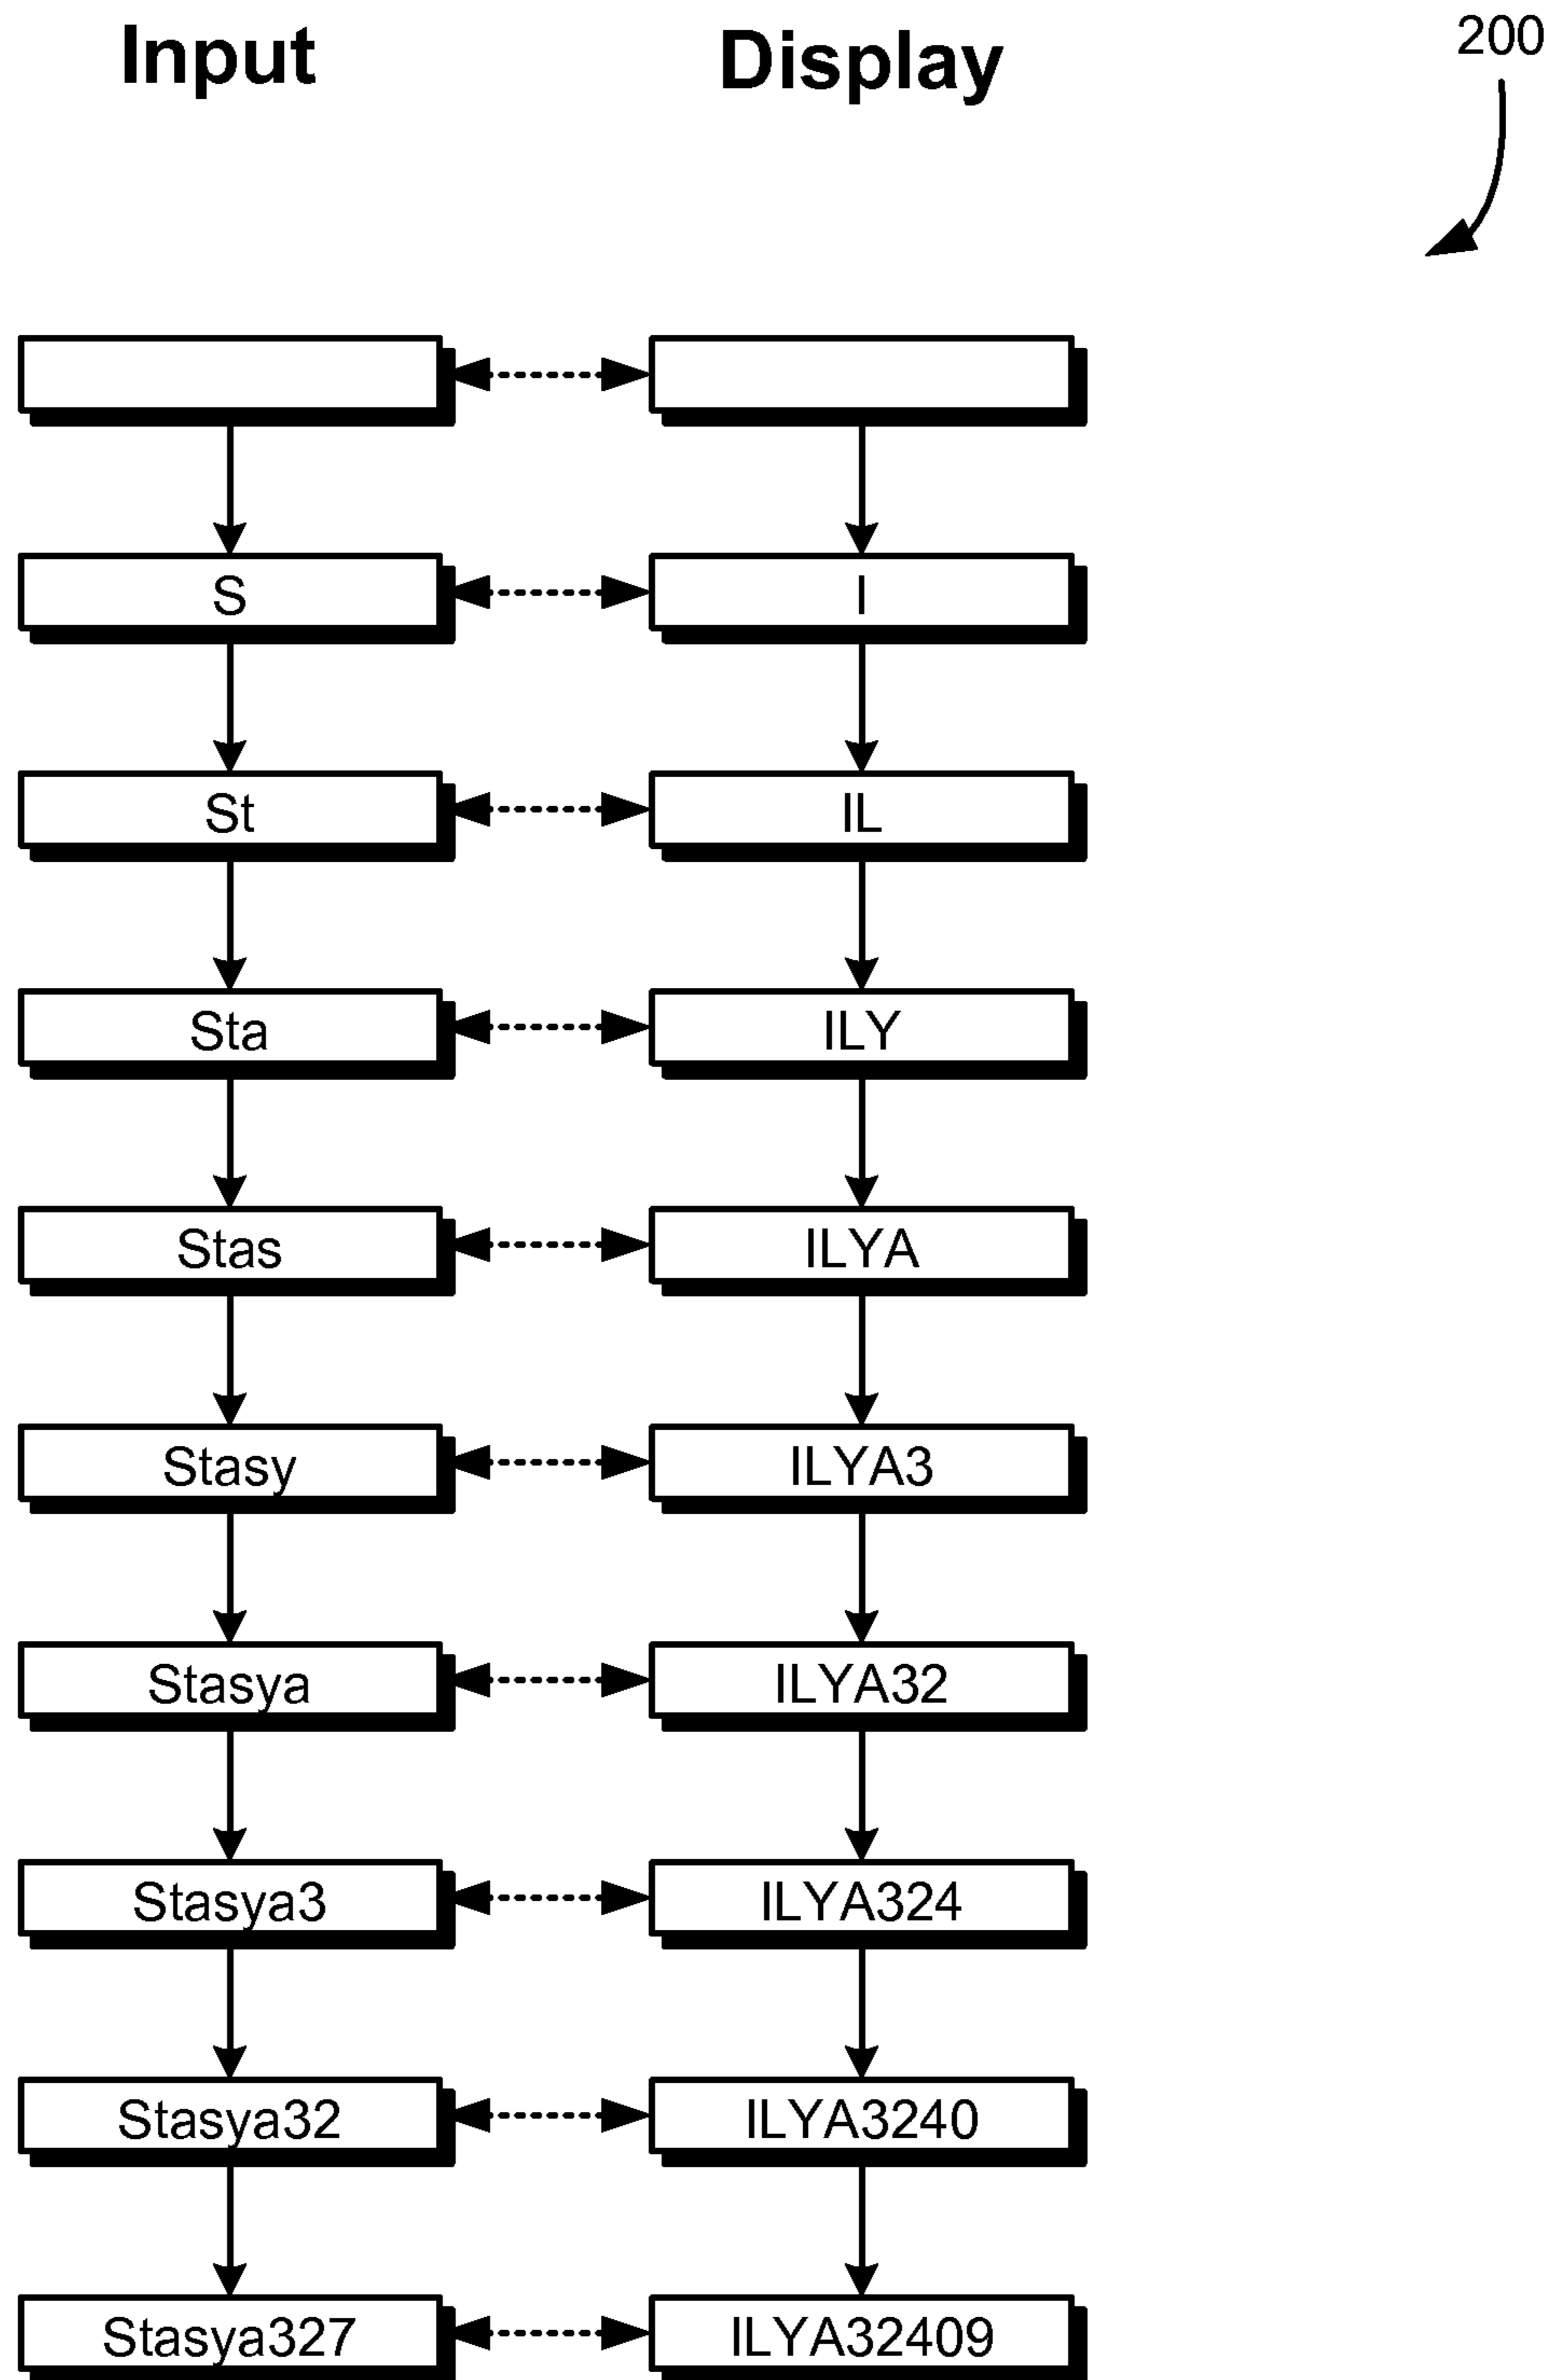 Input Display 200
S I
St IL
Sta ILY
Stas ILYA
Stasy ILYA3
Stasya ILYA32
Stasya3 ILYA324
Stasya32 ILYA3240
Stasya327 ILYA32409